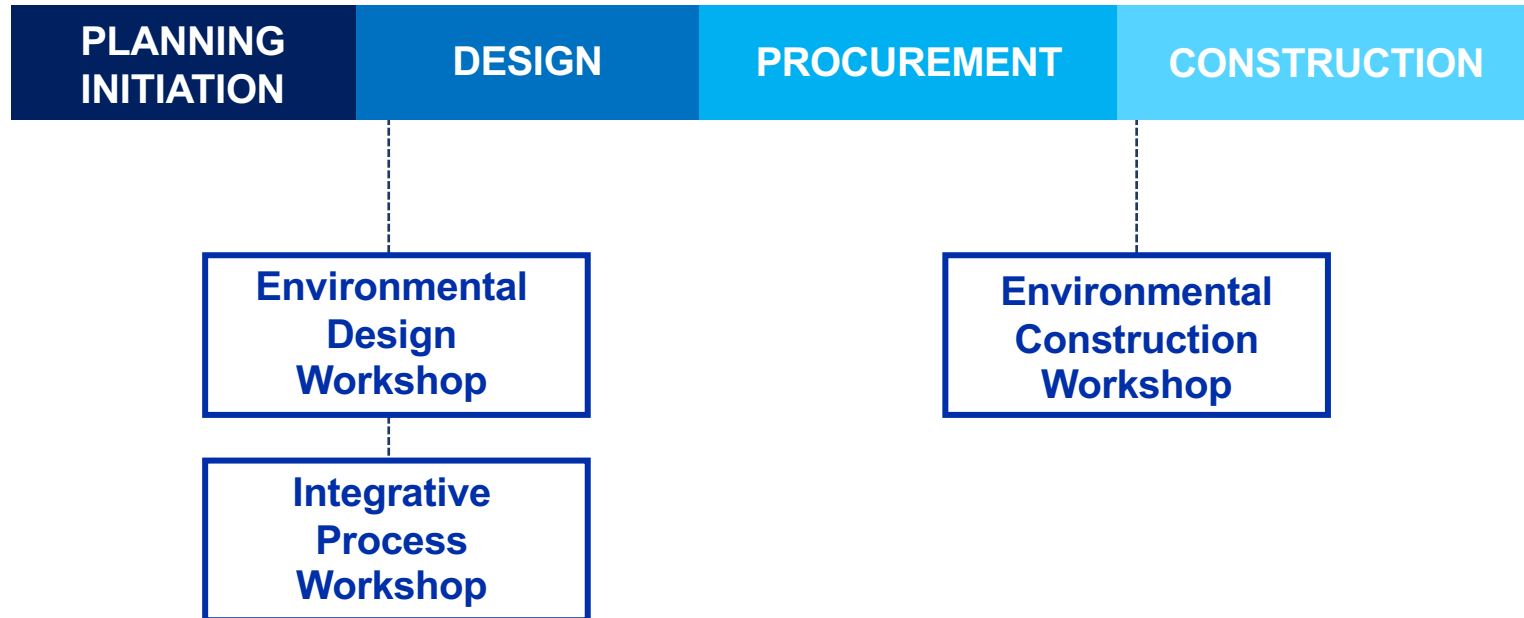 PLANNING
INITIATION
DESIGN
PROCUREMENT
CONSTRUCTION
Environmental
Design
Workshop
Environmental
Construction
Workshop
Integrative
Process
Workshop